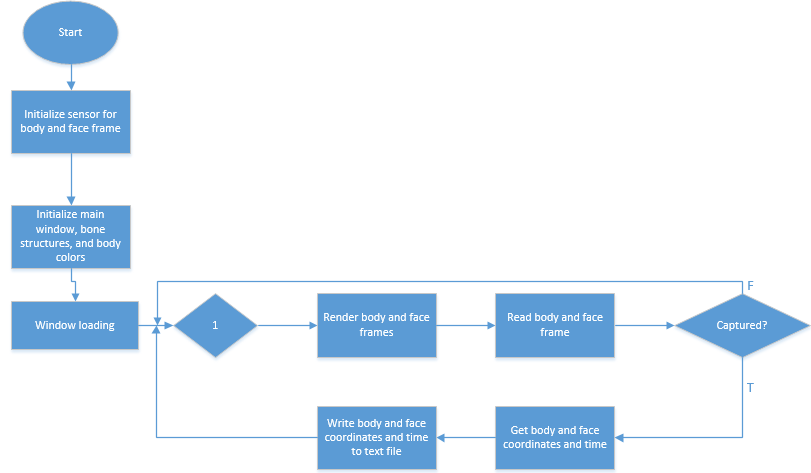 Start
Initialize sensor for
body and face frame
Initialize main
window, bone
structures, and body
colors
Window loading
1
Render body and face
frames
Read body and face
frame
Captured?
F
T
Get body and face
coordinates and time
Write body and face
coordinates and time
to text file